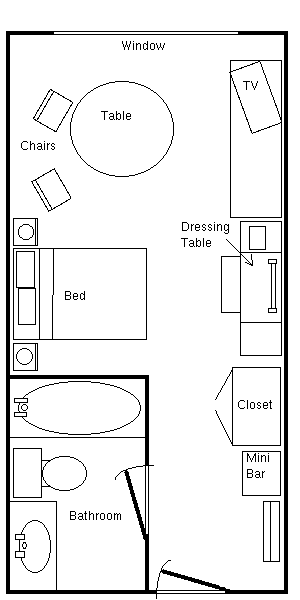 Window
TV
Table
Chairs
Dressing
Table
Bed
Closet
Mini
Bar
Bathroom